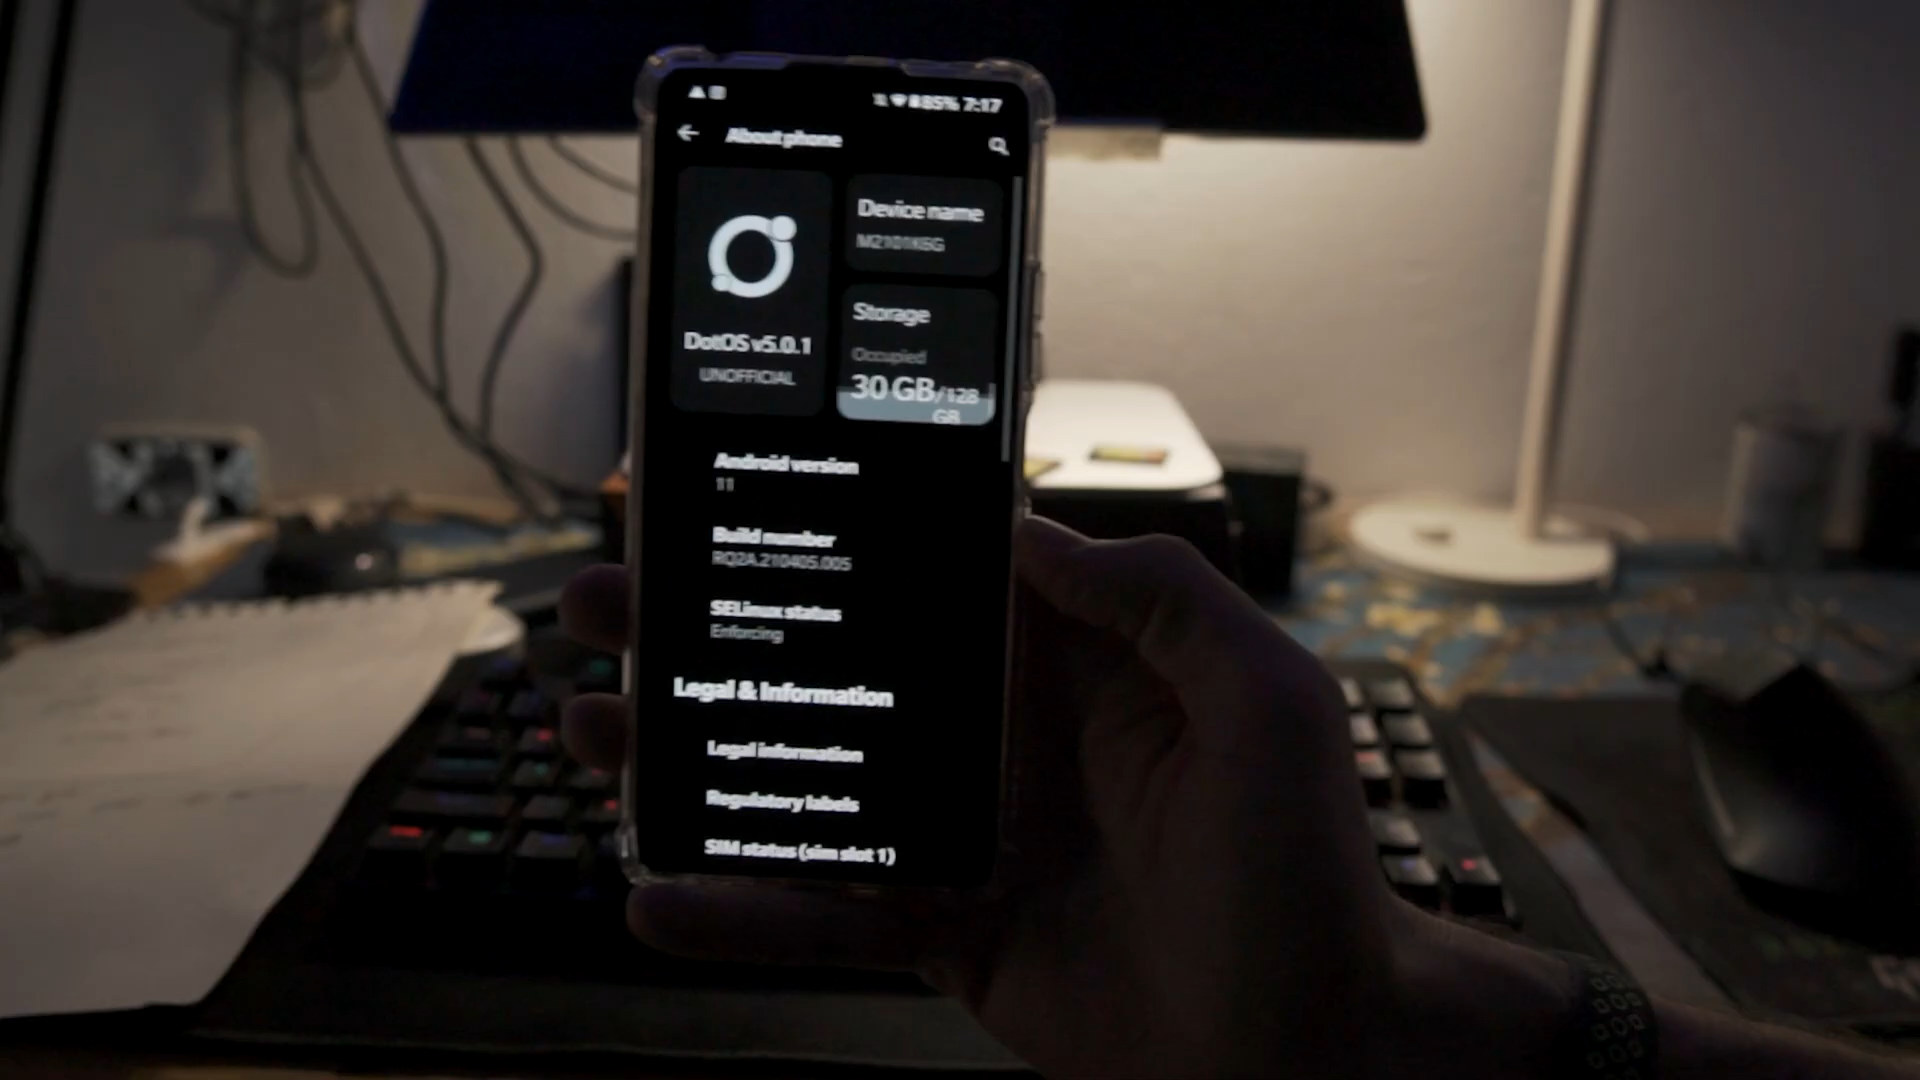 85% 7:17
About phone
Device name
M2101K6G
DotOS v5.0.1
UNOFFICIAL
Storage
Occupied
30 GB/128
GB
Android version
11
Build number
RQ2A.210405.005
SELinux status
Enforcing
Legal & Information
Legal information
Regulatory labels
SIM status (sim slot 1)